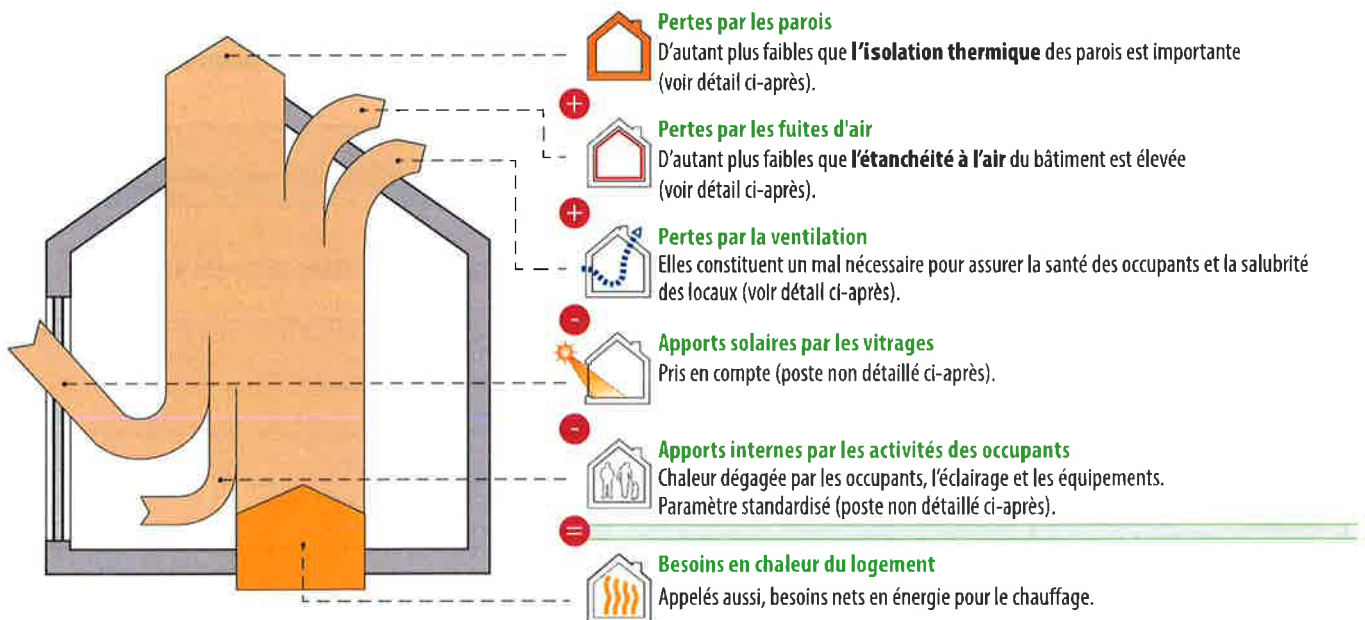 Pertes par les parois
D'autant plus faibles que l'isolation thermique des parois est importante
(voir détail ci-après).
+
Pertes par les fuites d'air
D'autant plus faibles que l'étanchéité à l'air du bâtiment est élevée
(voir détail ci-après).
+
Pertes par la ventilation
Elles constituent un mal nécessaire pour assurer la santé des occupants et la salubrité
des locaux (voir détail ci-après).
-
Apports solaires par les vitrages
Pris en compte (poste non détaillé ci-après).
-
Apports internes par les activités des occupants
Chaleur dégagée par les occupants, l'éclairage et les équipements.
Paramètre standardisé (poste non détaillé ci-après).
=
Besoins en chaleur du logement
Appelés aussi, besoins nets en énergie pour le chauffage.